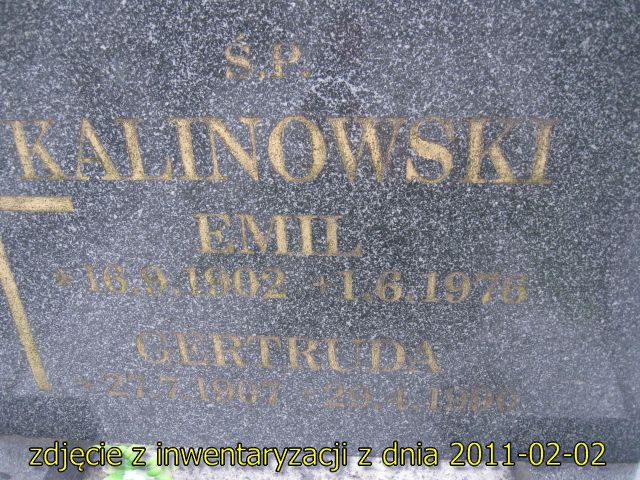 Ś.P.
KALINOWSKI
EMIL
* 16.9.1902 + 1.6.1976
GERTRUDA
* 27.7.1907 + 29.4.1990
zdjęcie z inwentaryzacji z dnia 2011-02-02